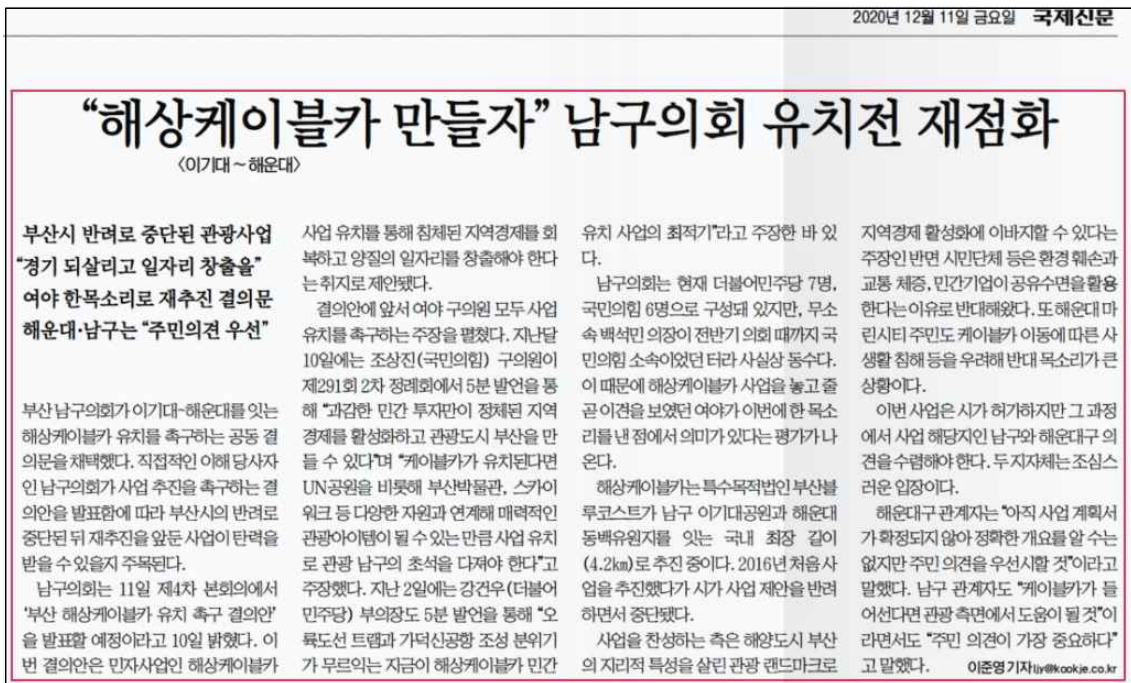 2020년 12월 11일 금요일 국제신문
“해상케이블카 만들자” 남구의회 유치전 재점화
〈이기대 ~ 해운대〉
부산시 반려로 중단된 관광사업
“경기 되살리고 일자리 창출을”
여야 한목소리로 재추진 결의문
해운대·남구는 “주민의견 우선”
부산 남구의회가 이기대~해운대를 잇는
해상케이블카 유치를 촉구하는 공동 결
의문을 채택했다. 직접적인 이해 당사자
인 남구의회가 사업 추진을 촉구하는 결
의안을 발표함에 따라 부산시의 반려로
중단된 뒤 재추진을 앞둔 사업이 탄력을
받을 수 있을지 주목된다.
남구의회는 11일 제4차 본회의에서
‘부산 해상케이블카 유치 촉구 결의안’
을 발표할 예정이라고 10일 밝혔다. 이
번 결의안은 민자사업인 해상케이블카
사업 유치를 통해 침체된 지역경제를 회
복하고 양질의 일자리를 창출해야 한다
는 취지로 제안됐다.
결의안에 앞서 여야 구의원 모두 사업
유치를 촉구하는 주장을 펼쳤다. 지난달
10일에는 조상진(국민의힘) 구의원이
제291회 2차 정례회에서 5분 발언을 통
해 “과감한 민간 투자만이 정체된 지역
경제를 활성화하고 관광도시 부산을 만
들 수 있다”며 “케이블카가 유치된다면
UN공원을 비롯해 부산박물관, 스카이
워크 등 다양한 자원과 연계해 매력적인
관광아이템이 될 수 있는 만큼 사업 유치
로 관광 남구의 초석을 다져야 한다”고
주장했다. 지난 2일에는 강건우(더불어
민주당) 부의장도 5분 발언을 통해 “오
륙도선 트램과 가덕신공항 조성 분위기
가 무르익는 지금이 해상케이블카 민간
유치 사업의 최적기”라고 주장한 바 있
다.
남구의회는 현재 더불어민주당 7명,
국민의힘 6명으로 구성돼 있지만, 무소
속 백석민 의장이 전반기 의회 때까지 국
민의힘 소속이었던 터라 사실상 동수다.
이 때문에 해상케이블카 사업을 놓고 줄
곧 이견을 보였던 여야가 이번에 한 목소
리를 낸 점에서 의미가 있다는 평가가 나
온다.
해상케이블카는 특수목적법인 부산블
루코스트가 남구 이기대공원과 해운대
동백유원지를 잇는 국내 최장 길이
(4.2㎞)로 추진 중이다. 2016년 처음 사
업을 추진했다가 시가 사업 제안을 반려
하면서 중단됐다.
사업을 찬성하는 측은 해양도시 부산
의 지리적 특성을 살린 관광 랜드마크로
지역경제 활성화에 이바지할 수 있다는
주장인 반면 시민단체 등은 환경 훼손과
교통 체증, 민간기업이 공유수면을 활용
한다는 이유로 반대해왔다. 또 해운대 마
린시티 주민도 케이블카 이동에 따른 사
생활 침해 등을 우려해 반대 목소리가 큰
상황이다.
이번 사업은 시가 허가하지만 그 과정
에서 사업 해당지인 남구와 해운대구 의
견을 수렴해야 한다. 두 지자체는 조심스
러운 입장이다.
해운대구 관계자는 “아직 사업 계획서
가 확정되지 않아 정확한 개요를 알 수는
없지만 주민 의견을 우선시할 것”이라고
말했다. 남구 관계자도 “케이블카가 들
어선다면 관광 측면에서 도움이 될 것”이
라면서도 “주민 의견이 가장 중요하다”
고 말했다. 이준영 기자 ljy@kookje.co.kr